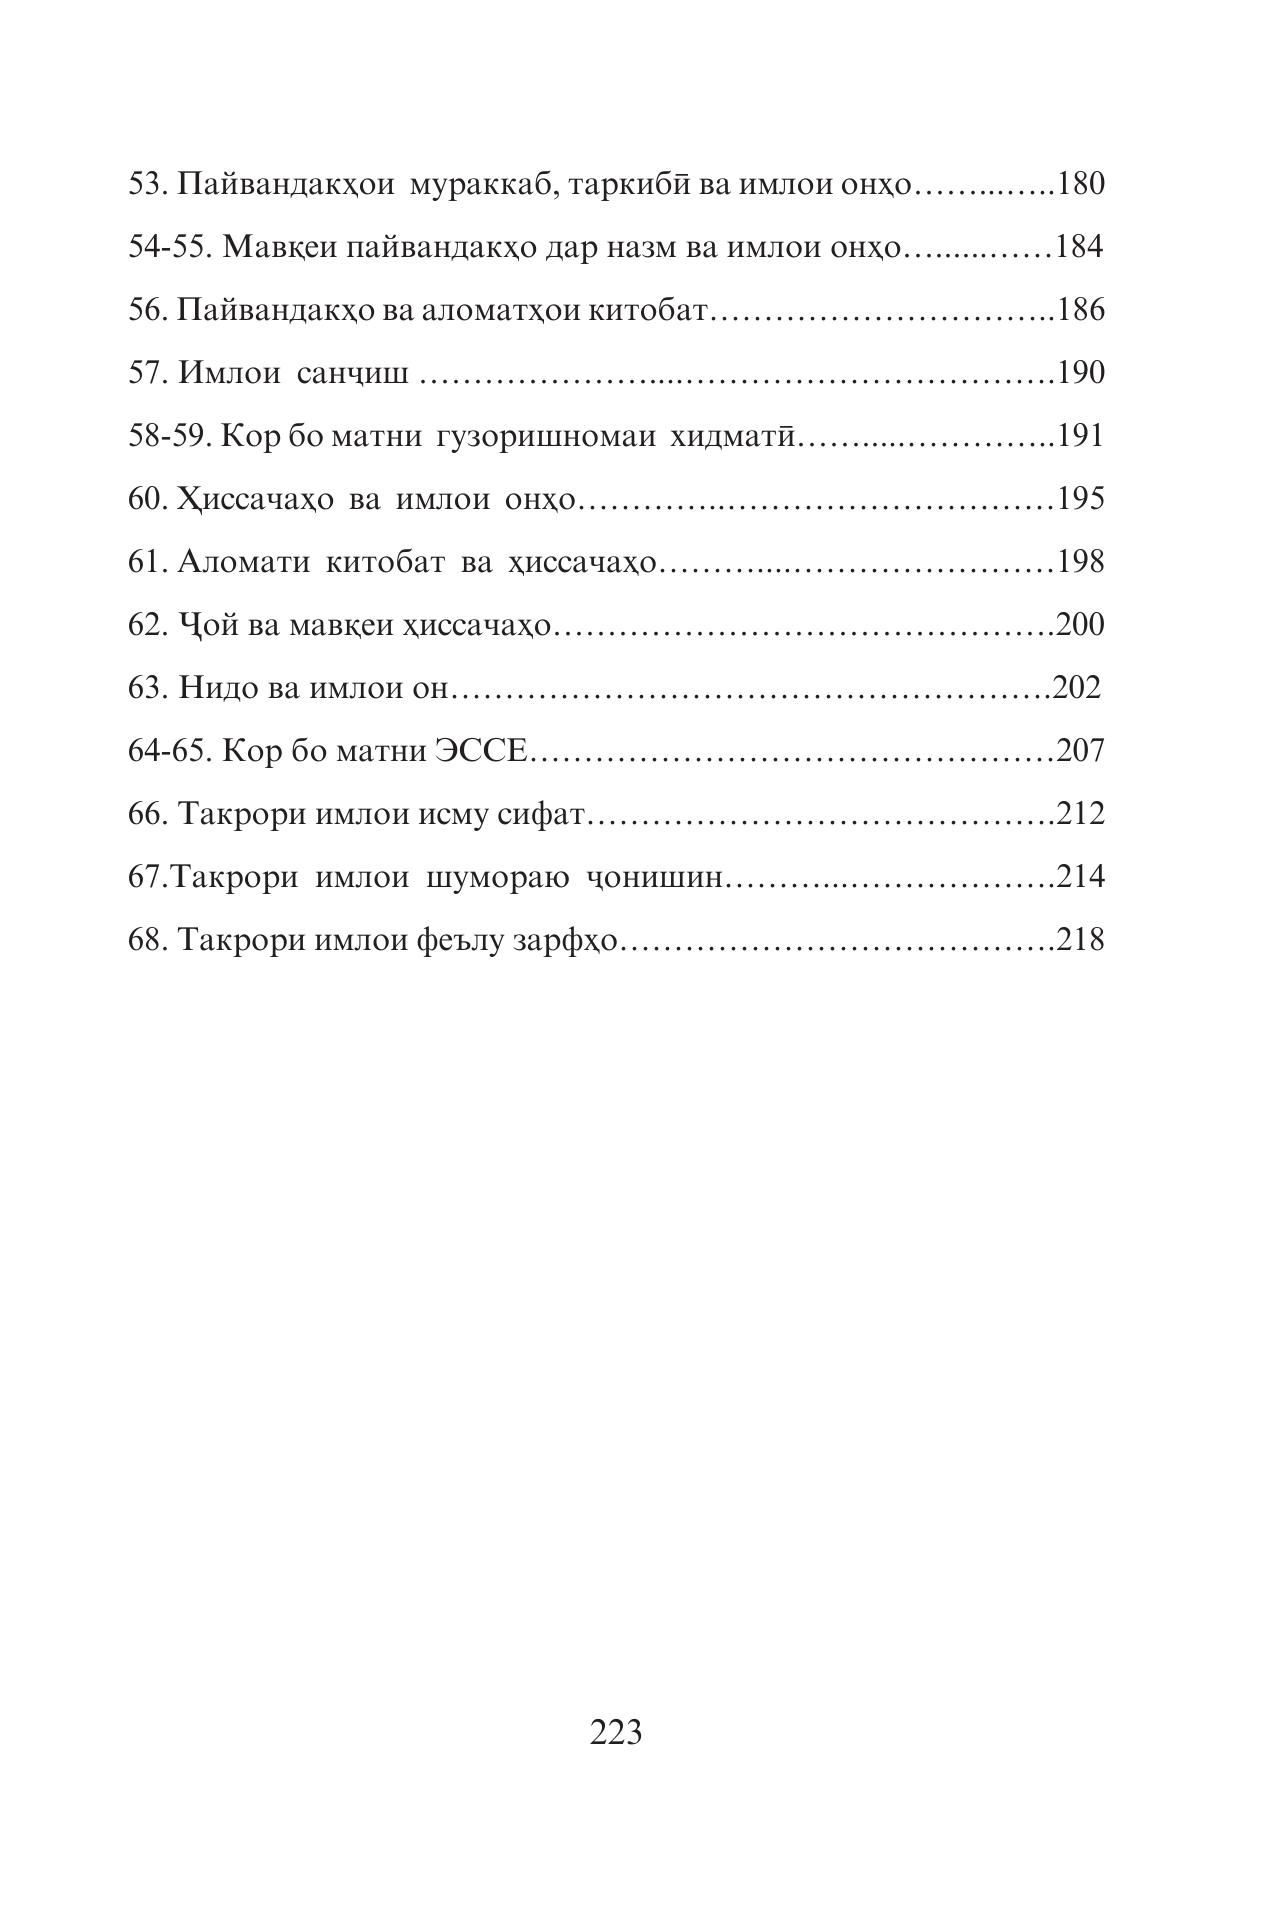 53. Пайвандакҳои мураккаб, таркибӣ ва имлои онҳо……...…..180
54-55. Мавқеи пайвандакҳо дар назм ва имлои онҳо….....……184
56. Пайвандакҳо ва аломатҳои китобат…………………………..186
57. Имлои санҷиш …………………...…………………………….190
58-59. Кор бо матни гузоришномаи хидматӣ…….....…………..191
60. Ҳиссачаҳо ва имлои онҳо…………..…………………………195
61. Аломати китобат ва ҳиссачаҳо………...……………………198
62. Ҷой ва мавқеи ҳиссачаҳо……………………………………….200
63. Нидо ва имлои он……………………………………………….202
64-65. Кор бо матни ЭССЕ…………………………………………207
66. Такрори имлои исму сифат…………………………………….212
67.Такрори имлои шумораю ҷонишин………..……………….214
68. Такрори имлои феълу зарфҳо………………………………….218
223